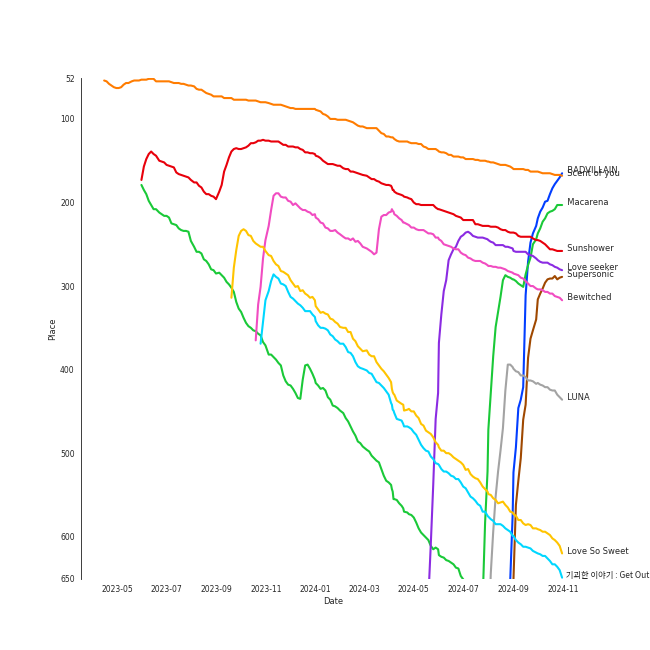 52
100
200
300
400
500
600
650
Place
2023-05
2023-07
2023-09
2023-11
2024-01
2024-03
2024-05
2024-07
2024-09
2024-11
Date
BADVILLAIN
Scent of you
Macarena
Sunshower
Love seeker
Supersonic
Bewitched
LUNA
Love So Sweet
기괴한 이야기 : Get Out